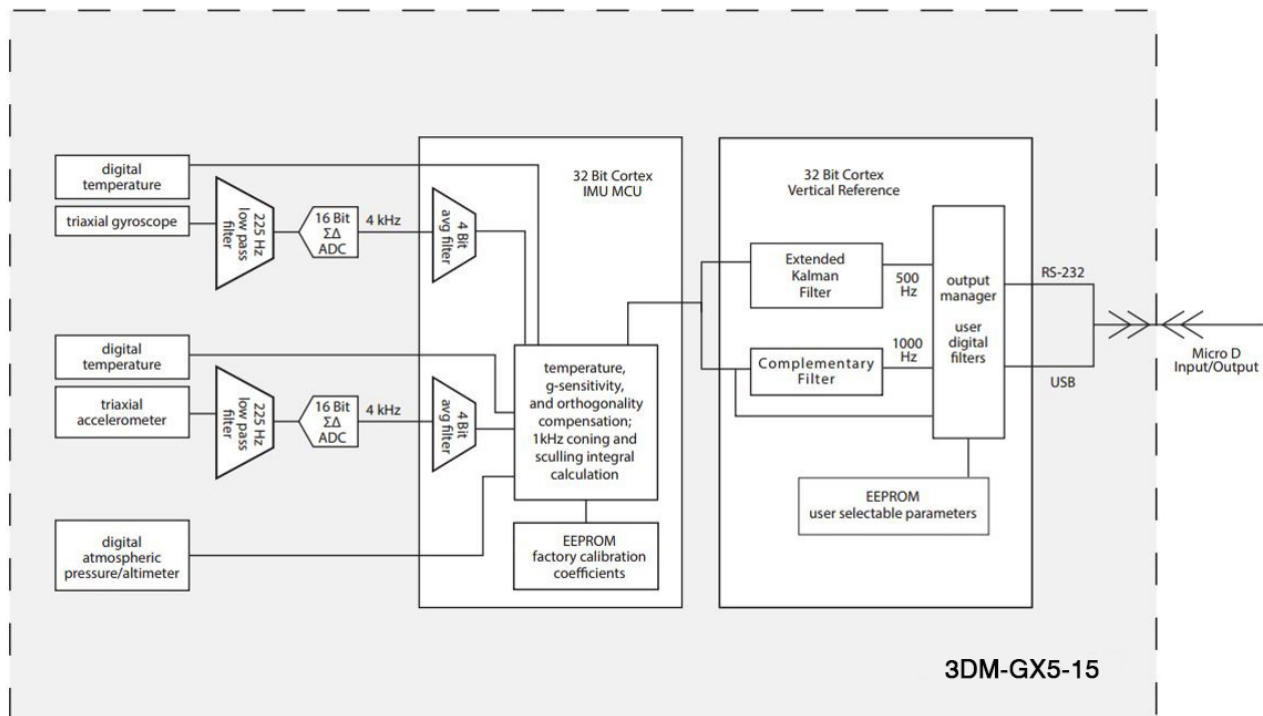 digital
temperature
triaxial gyroscope
225 Hz
low pass
filter
16 Bit
ΣΔ
ADC
4 kHz
32 Bit Cortex
IMU MCU
4 Bit
avg filter
digital
temperature
triaxial
accelerometer
225 Hz
low pass
filter
16 Bit
ΣΔ
ADC
4 kHz
4 Bit
avg filter
temperature,
g-sensitivity,
and orthogonality
compensation;
1kHz coning and
sculling integral
calculation
digital
atmospheric
pressure/altimeter
EEPROM
factory calibration
coefficients
32 Bit Cortex
Vertical Reference
Extended
Kalman
Filter
500
Hz
Complementary
Filter
1000
Hz
output
manager
user
digital
filters
EEPROM
user selectable parameters
RS-232
USB
Micro D
Input/Output
3DM-GX5-15